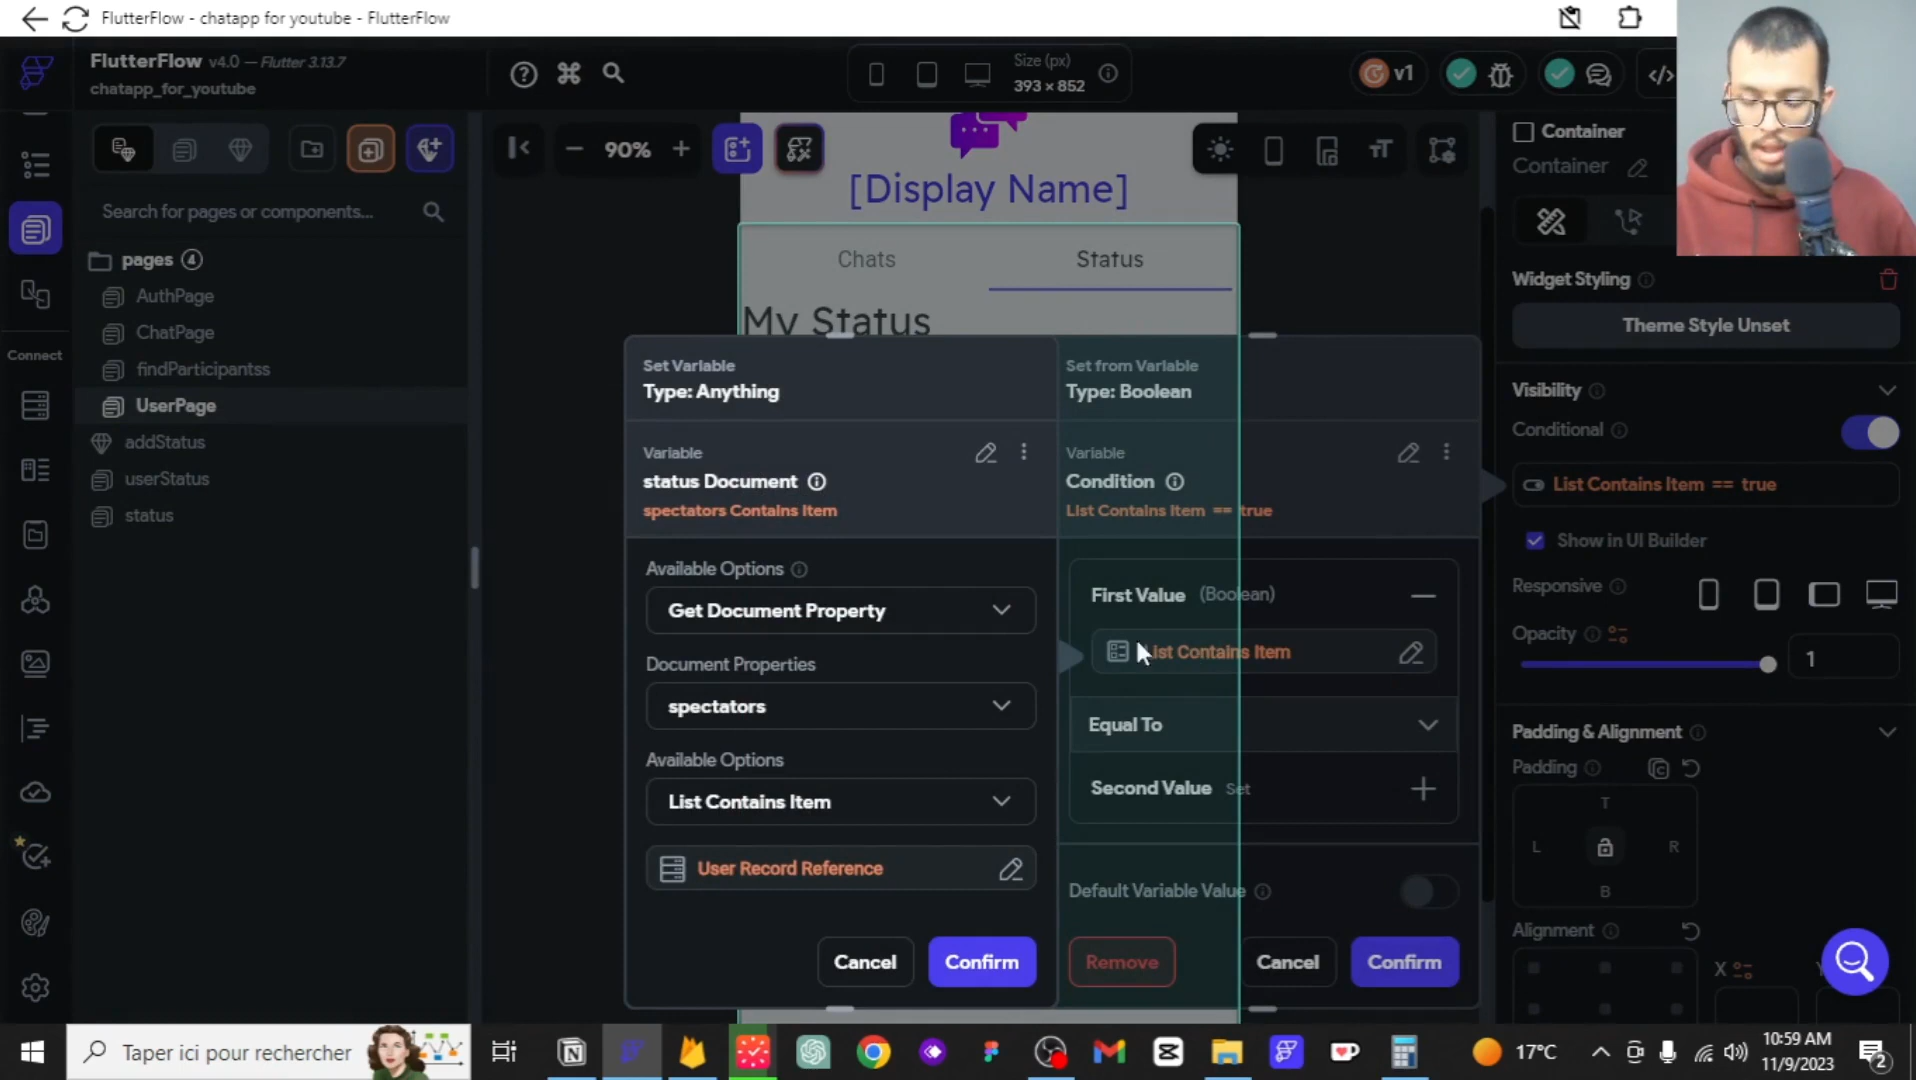 FlutterFlow - chatapp for youtube - FlutterFlow
FlutterFlow v4.0 — Flutter 3.13.7
chatapp_for_youtube
Size (px)
393 × 852
v1
90%
Search for pages or components...
pages 4
AuthPage
ChatPage
findParticipantss
UserPage
addStatus
userStatus
status
Connect
[Display Name]
Chats
Status
My Status
Set Variable
Type: Anything
Variable
status Document
spectators Contains Item
Available Options
Get Document Property
Document Properties
spectators
Available Options
List Contains Item
User Record Reference
Cancel
Confirm
Set from Variable
Type: Boolean
Variable
Condition
List Contains Item == true
First Value (Boolean)
List Contains Item
Equal To
Second Value Set
Default Variable Value
Remove
Cancel
Confirm
Container
Container
Widget Styling
Theme Style Unset
Visibility
Conditional
List Contains Item == true
Show in UI Builder
Responsive
Opacity
1
Padding & Alignment
Padding
T
L
R
B
Alignment
X
Taper ici pour rechercher
17°C
10:59 AM
11/9/2023
2